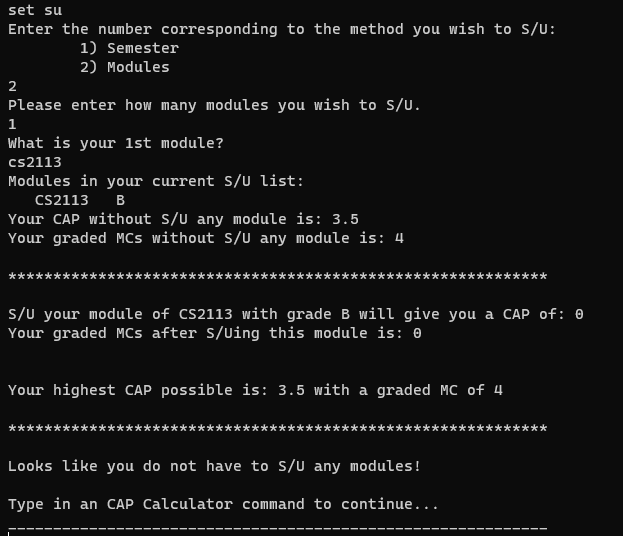 set su
Enter the number corresponding to the method you wish to S/U:
        1) Semester
        2) Modules
2
Please enter how many modules you wish to S/U.
1
What is your 1st module?
cs2113
Modules in your current S/U list:
   CS2113   B
Your CAP without S/U any module is: 3.5
Your graded MCs without S/U any module is: 4
************************************************************
S/U your module of CS2113 with grade B will give you a CAP of: 0
Your graded MCs after S/Uing this module is: 0
Your highest CAP possible is: 3.5 with a graded MC of 4
************************************************************
Looks like you do not have to S/U any modules!
Type in an CAP Calculator command to continue...
____________________________________________________________